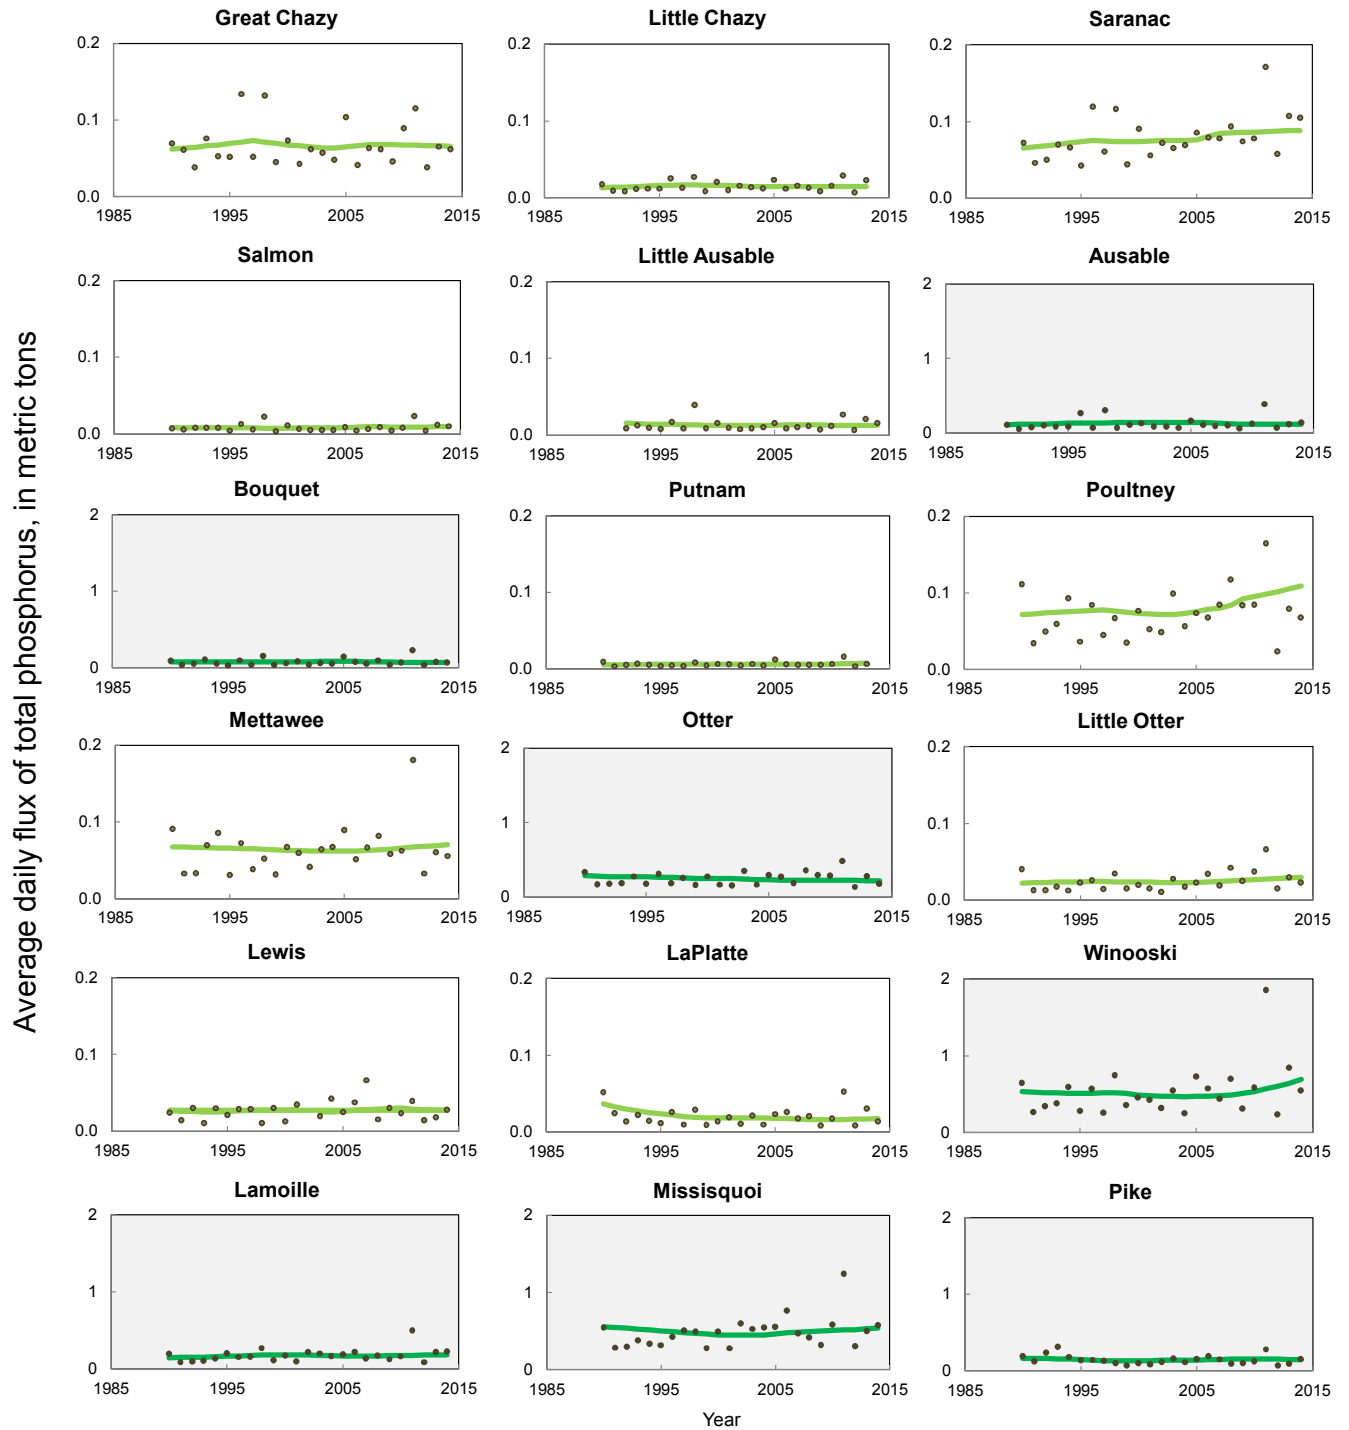 Average daily flux of total phosphorus, in metric tons
Great Chazy
0.2
0.1
0.0
1985 1995 2005 2015
Little Chazy
0.2
0.1
0.0
1985 1995 2005 2015
Saranac
0.2
0.1
0.0
1985 1995 2005 2015
Salmon
0.2
0.1
0.0
1985 1995 2005 2015
Little Ausable
0.2
0.1
0.0
1985 1995 2005 2015
Ausable
2
1
0
1985 1995 2005 2015
Bouquet
2
1
0
1985 1995 2005 2015
Putnam
0.2
0.1
0.0
1985 1995 2005 2015
Poultney
0.2
0.1
0.0
1985 1995 2005 2015
Mettawee
0.2
0.1
0.0
1985 1995 2005 2015
Otter
2
1
0
1985 1995 2005 2015
Little Otter
0.2
0.1
0.0
1985 1995 2005 2015
Lewis
0.2
0.1
0.0
1985 1995 2005 2015
LaPlatte
0.2
0.1
0.0
1985 1995 2005 2015
Winooski
2
1
0
1985 1995 2005 2015
Lamoille
2
1
0
1985 1995 2005 2015
Missisquoi
2
1
0
1985 1995 2005 2015
Pike
2
1
0
1985 1995 2005 2015
Year